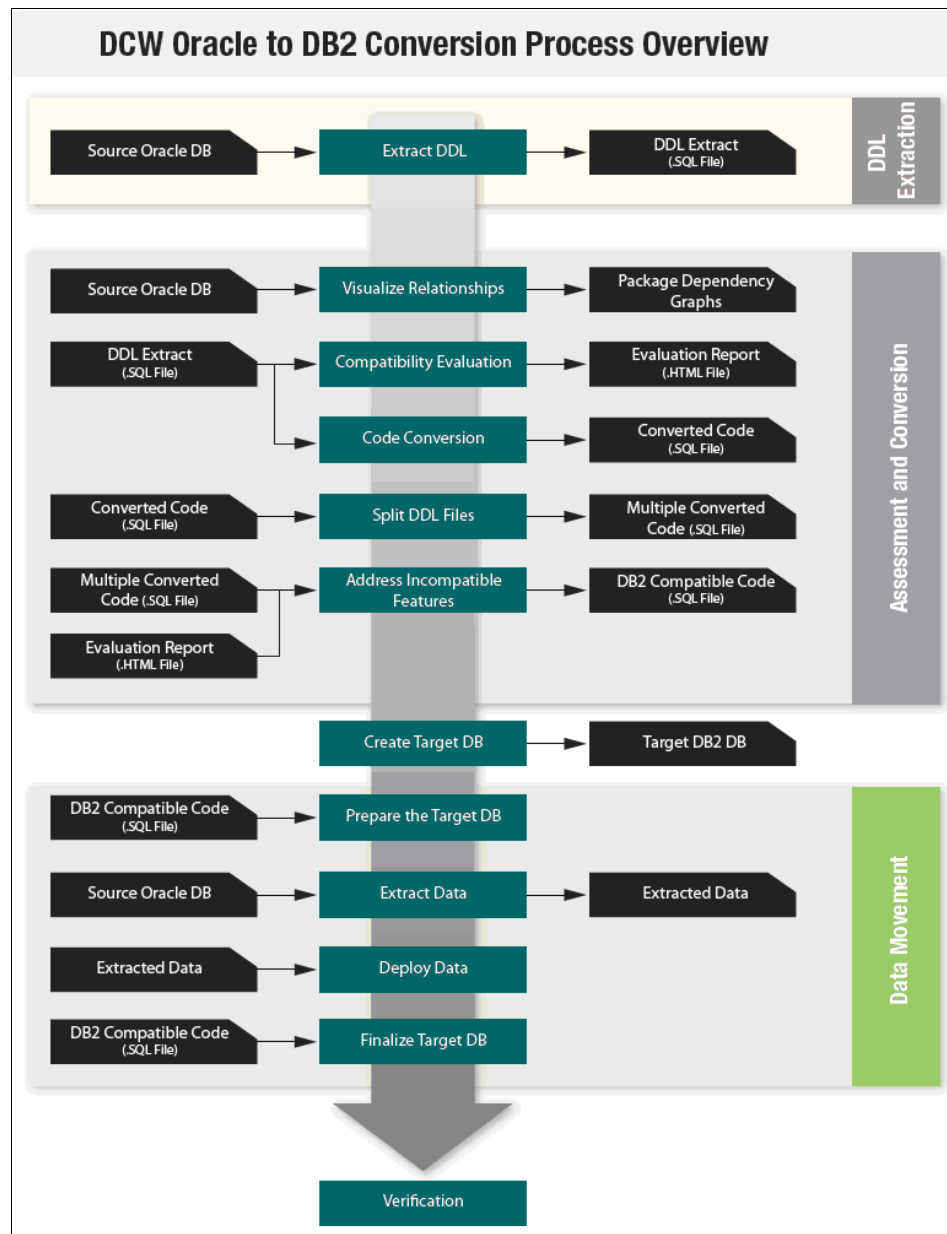 DCW Oracle to DB2 Conversion Process Overview
Source Oracle DB
Extract DDL
DDL Extract
(.SQL File)
DDL
Extraction
Source Oracle DB
Visualize Relationships
Package Dependency
Graphs
DDL Extract
(.SQL File)
Compatibility Evaluation
Evaluation Report
(.HTML File)
Code Conversion
Converted Code
(.SQL File)
Converted Code
(.SQL File)
Split DDL Files
Multiple Converted
Code (.SQL File)
Multiple Converted
Code (.SQL File)
Address Incompatible
Features
DB2 Compatible Code
(.SQL File)
Evaluation Report
(.HTML File)
Assessment and Conversion
Create Target DB
Target DB2 DB
DB2 Compatible Code
(.SQL File)
Prepare the Target DB
Source Oracle DB
Extract Data
Extracted Data
Extracted Data
Deploy Data
DB2 Compatible Code
(.SQL File)
Finalize Target DB
Data Movement
Verification